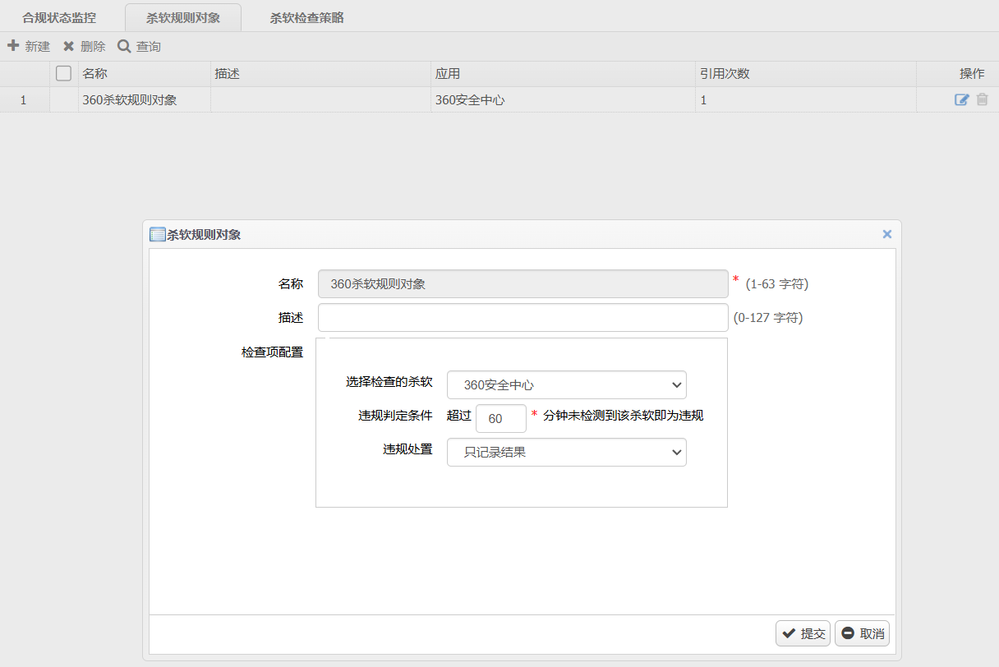 合规状态监控 杀软规则对象 杀软检查策略
新建 删除 查询
名称 描述 应用 引用次数 操作
1 360杀软规则对象 360安全中心 1
杀软规则对象
名称 360杀软规则对象 * (1-63 字符)
描述 (0-127 字符)
检查项配置
选择检查的杀软 360安全中心
违规判定条件 超过 60 * 分钟未检测到该杀软即为违规
违规处置 只记录结果
提交 取消